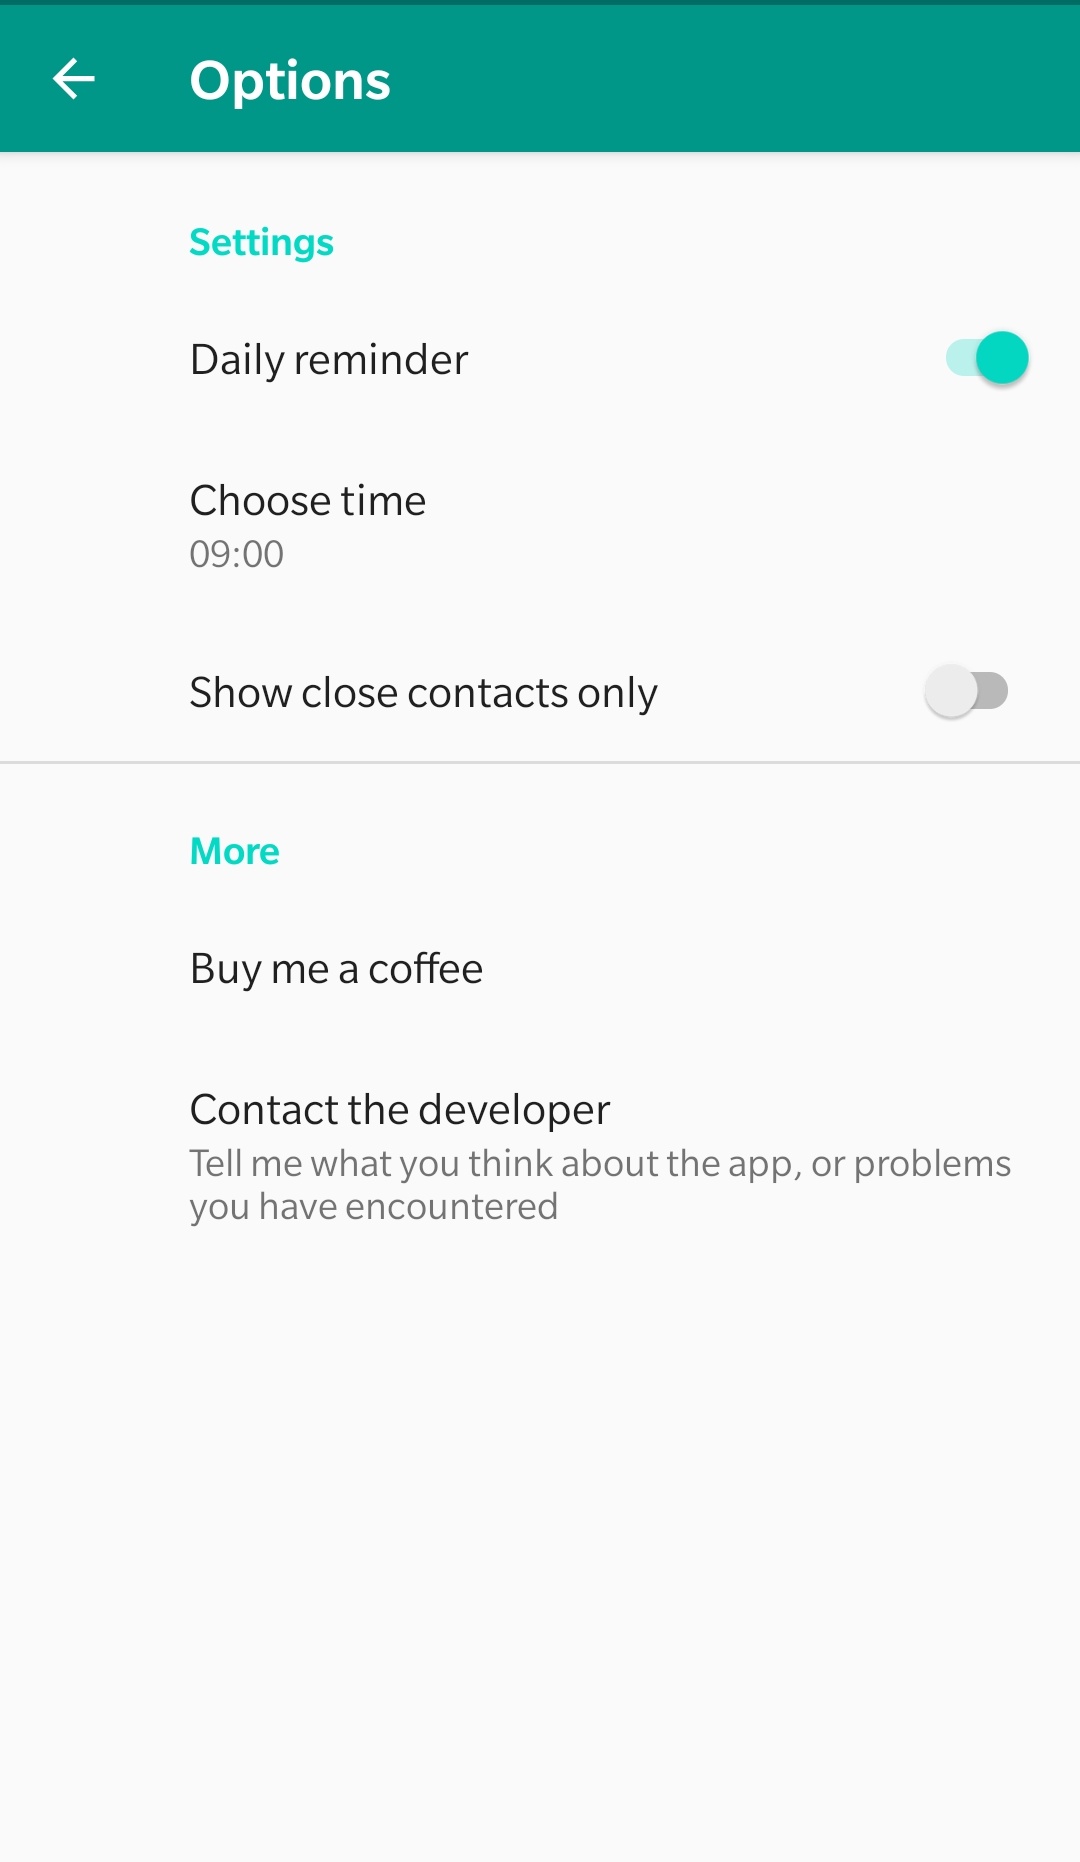 Options
Settings
Daily reminder
Choose time
09:00
Show close contacts only
More
Buy me a coffee
Contact the developer
Tell me what you think about the app, or problems
you have encountered